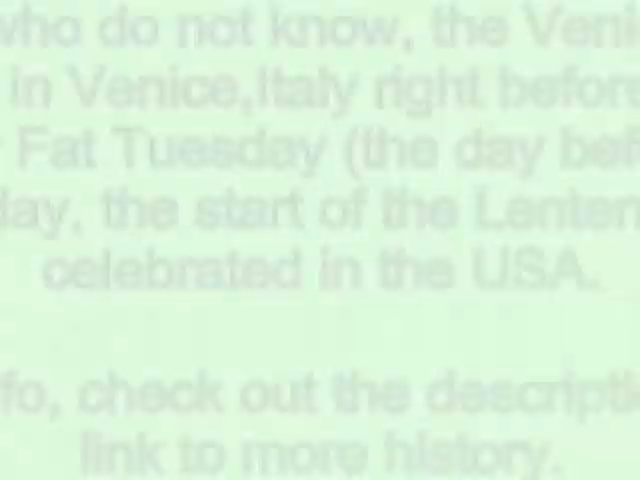 who do not know, the Veni
in Venice,Italy right befor
Fat Tuesday (the day bef
day, the start of the Lenten
celebrated in the USA.
fo, check out the descripti
link to more history.